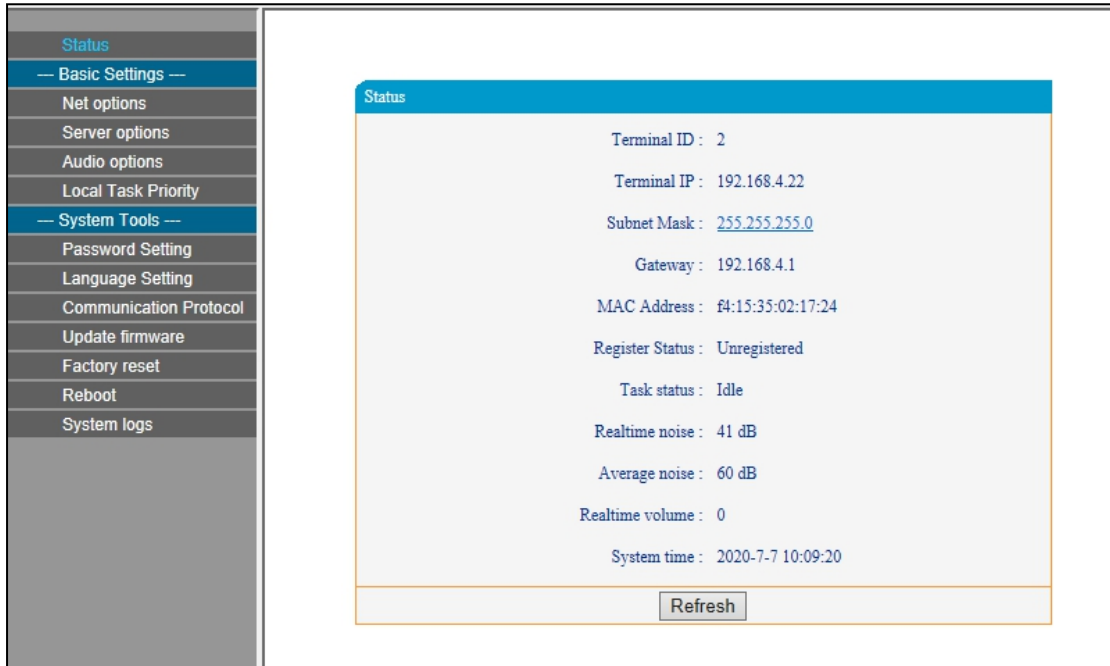 Status
--- Basic Settings ---
Net options
Server options
Audio options
Local Task Priority
--- System Tools ---
Password Setting
Language Setting
Communication Protocol
Update firmware
Factory reset
Reboot
System logs
Status
Terminal ID : 2
Terminal IP : 192.168.4.22
Subnet Mask : 255.255.255.0
Gateway : 192.168.4.1
MAC Address : f4:15:35:02:17:24
Register Status : Unregistered
Task status : Idle
Realtime noise : 41 dB
Average noise : 60 dB
Realtime volume : 0
System time : 2020-7-7 10:09:20
Refresh